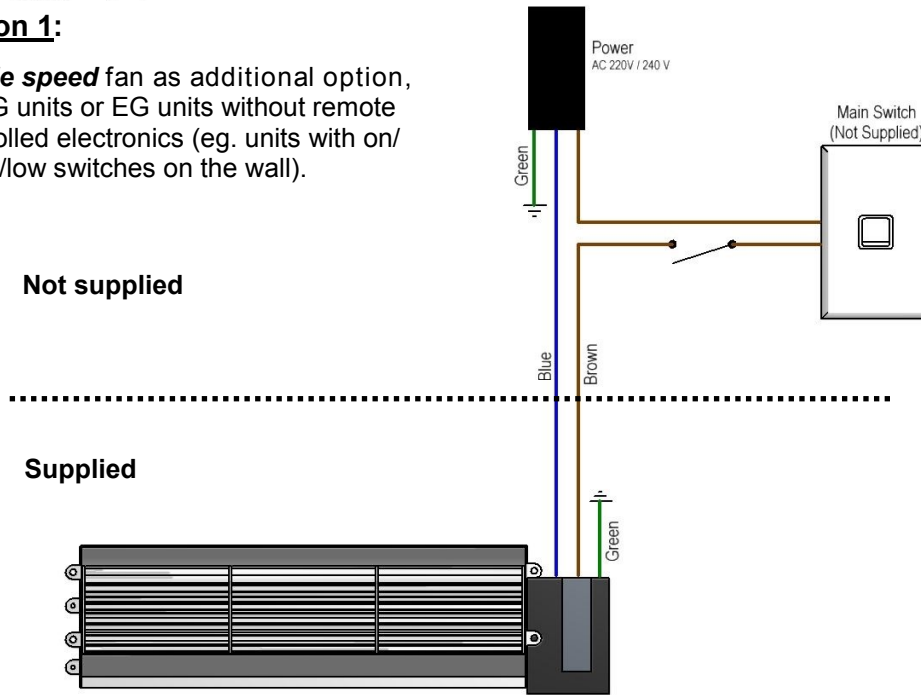 on 1:
e speed fan as additional option,
G units or EG units without remote
olled electronics (eg. units with on/
/low switches on the wall).
Power
AC 220V / 240 V
Main Switch
(Not Supplied)
Green
Not supplied
Blue
Brown
Supplied
Green